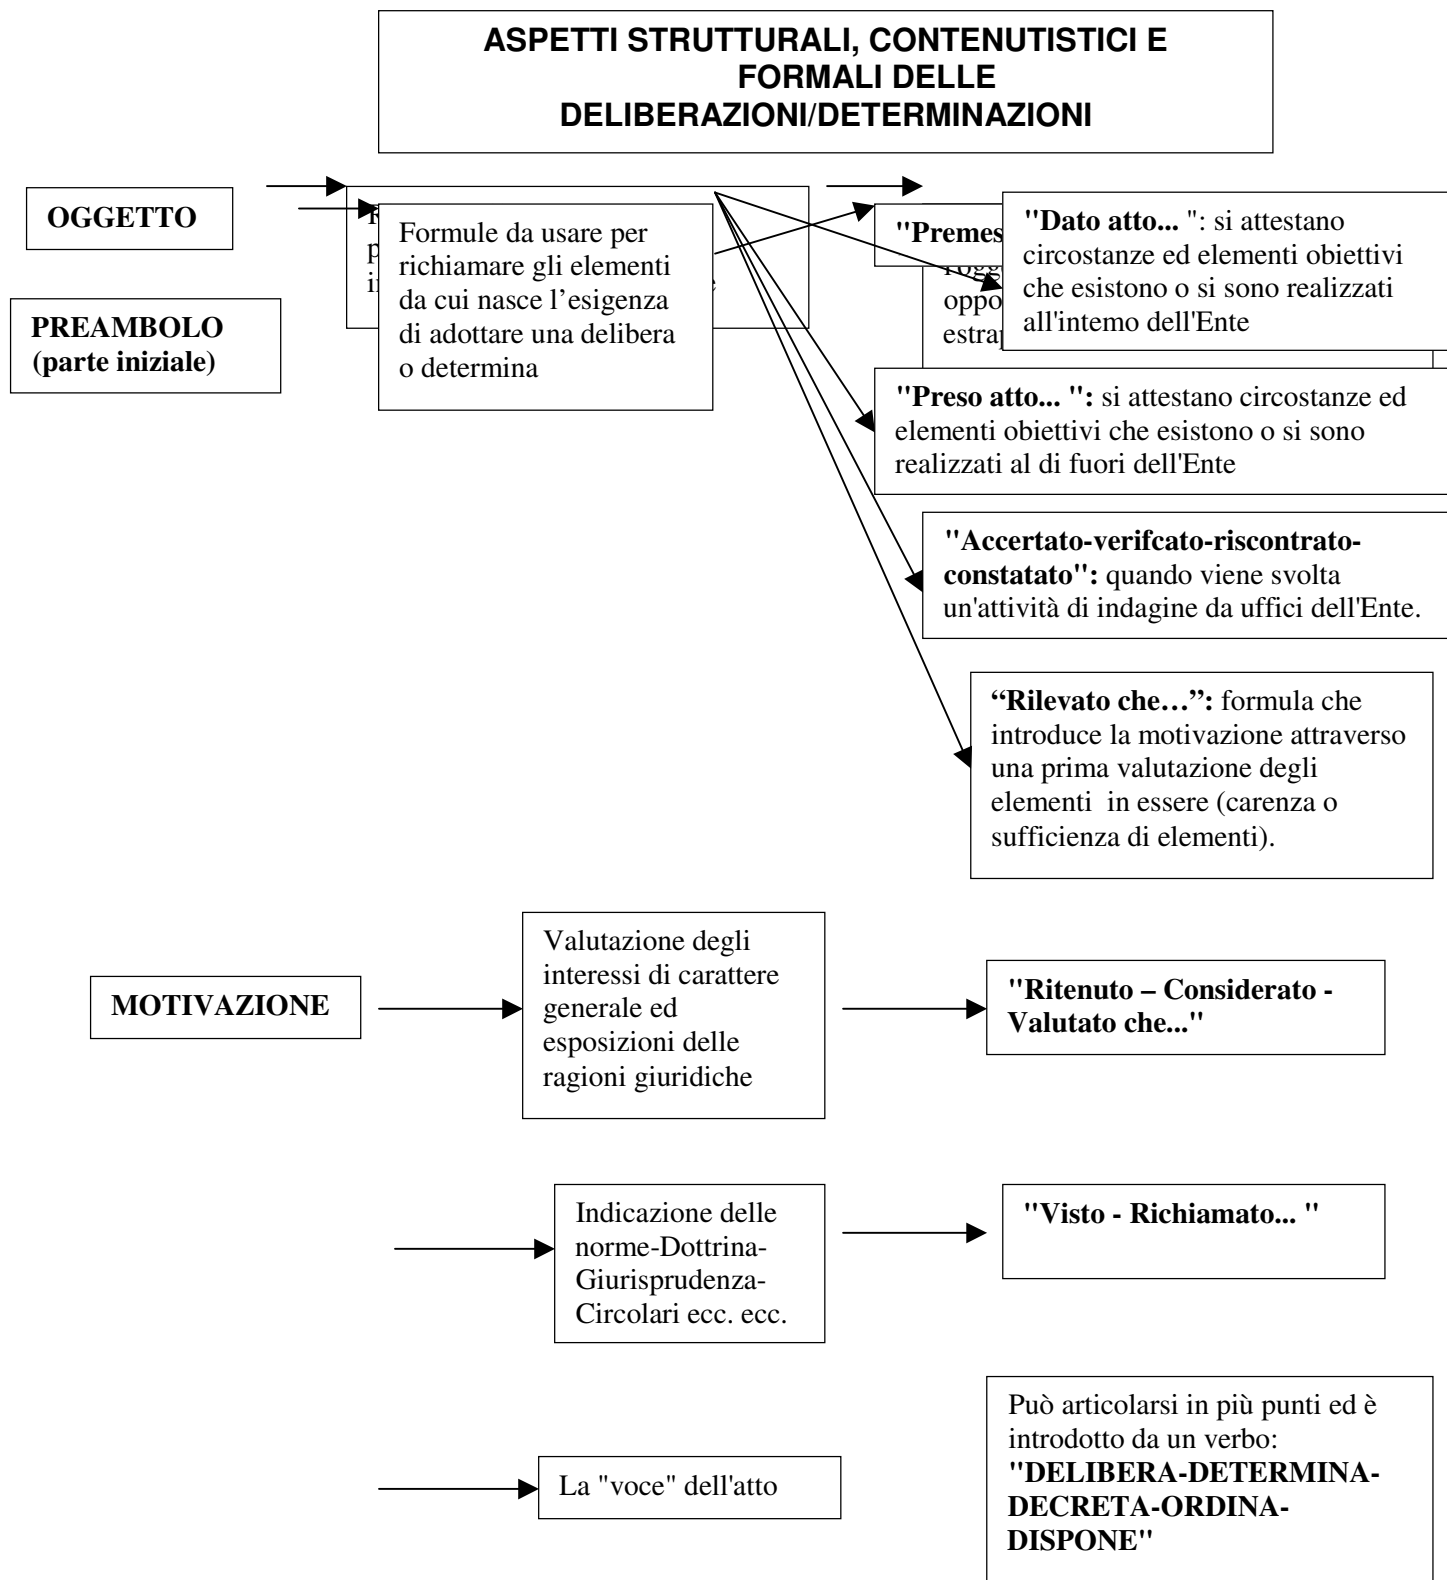 ASPETTI STRUTTURALI, CONTENUTISTICI E
FORMALI DELLE
DELIBERAZIONI/DETERMINAZIONI
OGGETTO
PREAMBOLO
(parte iniziale)
Formule da usare per
richiamare gli elementi
da cui nasce l’esigenza
di adottare una delibera
o determina
"Dato atto... ": si attestano
circostanze ed elementi obiettivi
che esistono o si sono realizzati
all'intemo dell'Ente
"Preso atto... ": si attestano circostanze ed
elementi obiettivi che esistono o si sono
realizzati al di fuori dell'Ente
"Accertato-verifcato-riscontrato-
constatato": quando viene svolta
un'attività di indagine da uffici dell'Ente.
“Rilevato che…”: formula che
introduce la motivazione attraverso
una prima valutazione degli
elementi in essere (carenza o
sufficienza di elementi).
MOTIVAZIONE
Valutazione degli
interessi di carattere
generale ed
esposizioni delle
ragioni giuridiche
"Ritenuto – Considerato -
Valutato che..."
Indicazione delle
norme-Dottrina-
Giurisprudenza-
Circolari ecc. ecc.
"Visto - Richiamato... "
La "voce" dell'atto
Può articolarsi in più punti ed è
introdotto da un verbo:
"DELIBERA-DETERMINA-
DECRETA-ORDINA-
DISPONE"